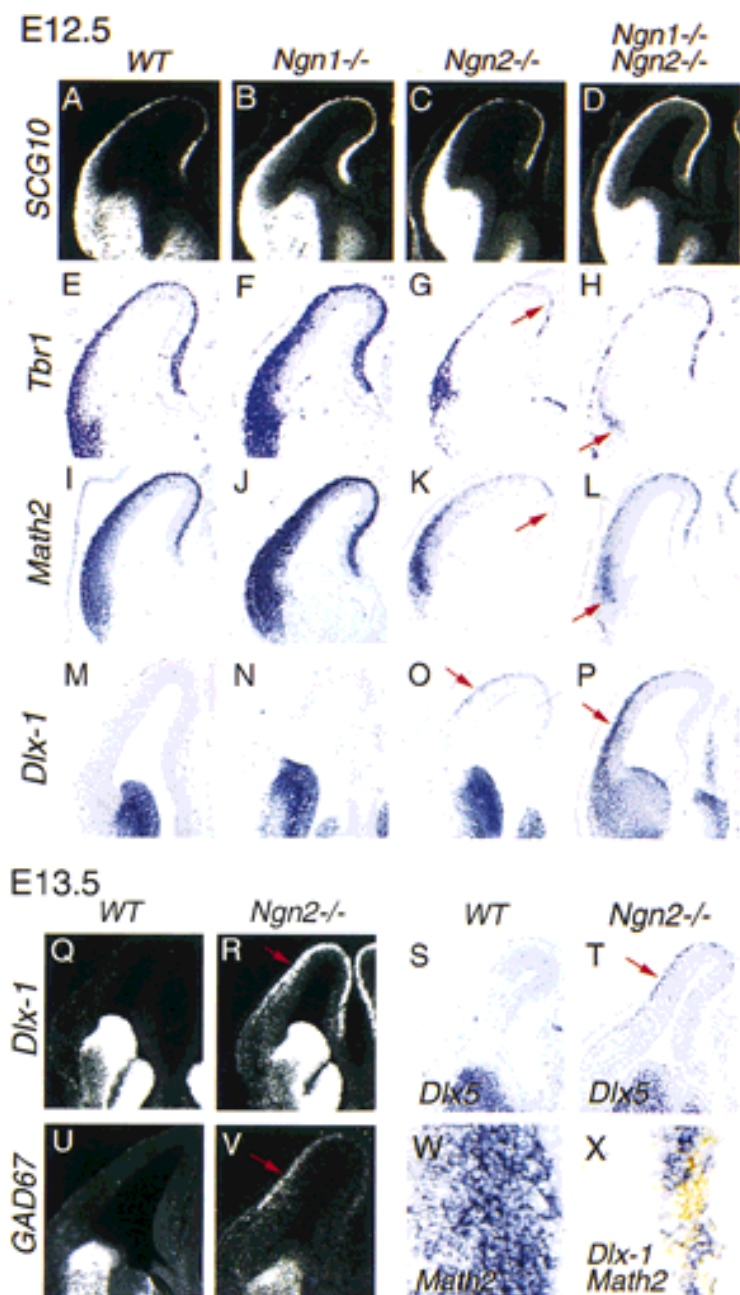 E12.5
WT Ngn1-/- Ngn2-/- Ngn1-/- Ngn2-/-
SCG10
A B C D
Tbr1
E F G H
Math2
I J K L
Dlx-1
M N O P
E13.5
WT Ngn2-/- WT Ngn2-/-
Dlx-1
Q R S T
Dlx5 Dlx5
GAD67
U V W X
Math2
Dlx-1
Math2